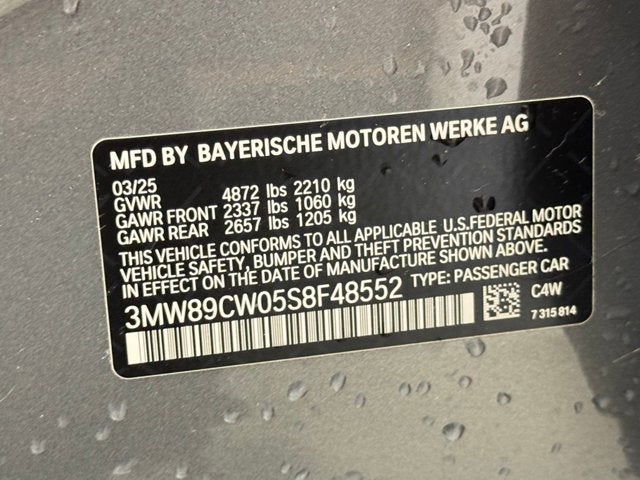 MFD BY BAYERISCHE MOTOREN WERKE AG
03/25
GVWR 4872 lbs 2210 kg
GAWR FRONT 2337 lbs 1060 kg
GAWR REAR 2657 lbs 1205 kg
THIS VEHICLE CONFORMS TO ALL APPLICABLE U.S.FEDERAL MOTOR
VEHICLE SAFETY, BUMPER AND THEFT PREVENTION STANDARDS
IN EFFECT ON THE DATE OF MANUFACTURE SHOWN ABOVE.
3MW89CW05S8F48552 TYPE: PASSENGER CAR
C4W
7 315 814